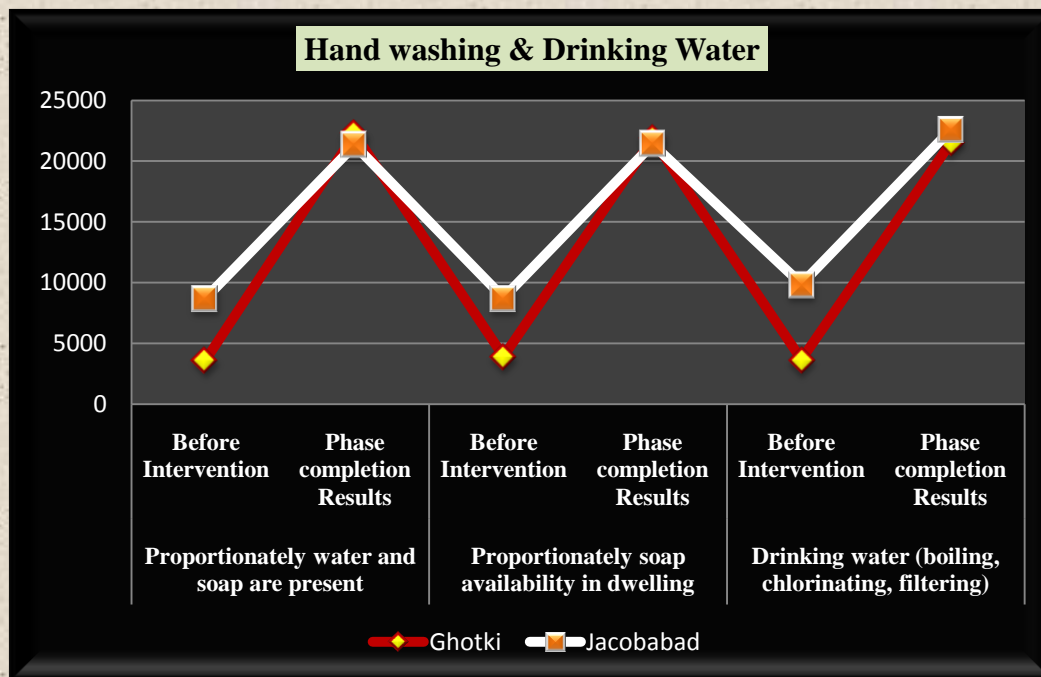 Hand washing & Drinking Water
25000
20000
15000
10000
5000
0
Before Intervention
Phase completion Results
Before Intervention
Phase completion Results
Before Intervention
Phase completion Results
Proportionately water and soap are present
Proportionately soap availability in dwelling
Drinking water (boiling, chlorinating, filtering)
Ghotki
Jacobabad